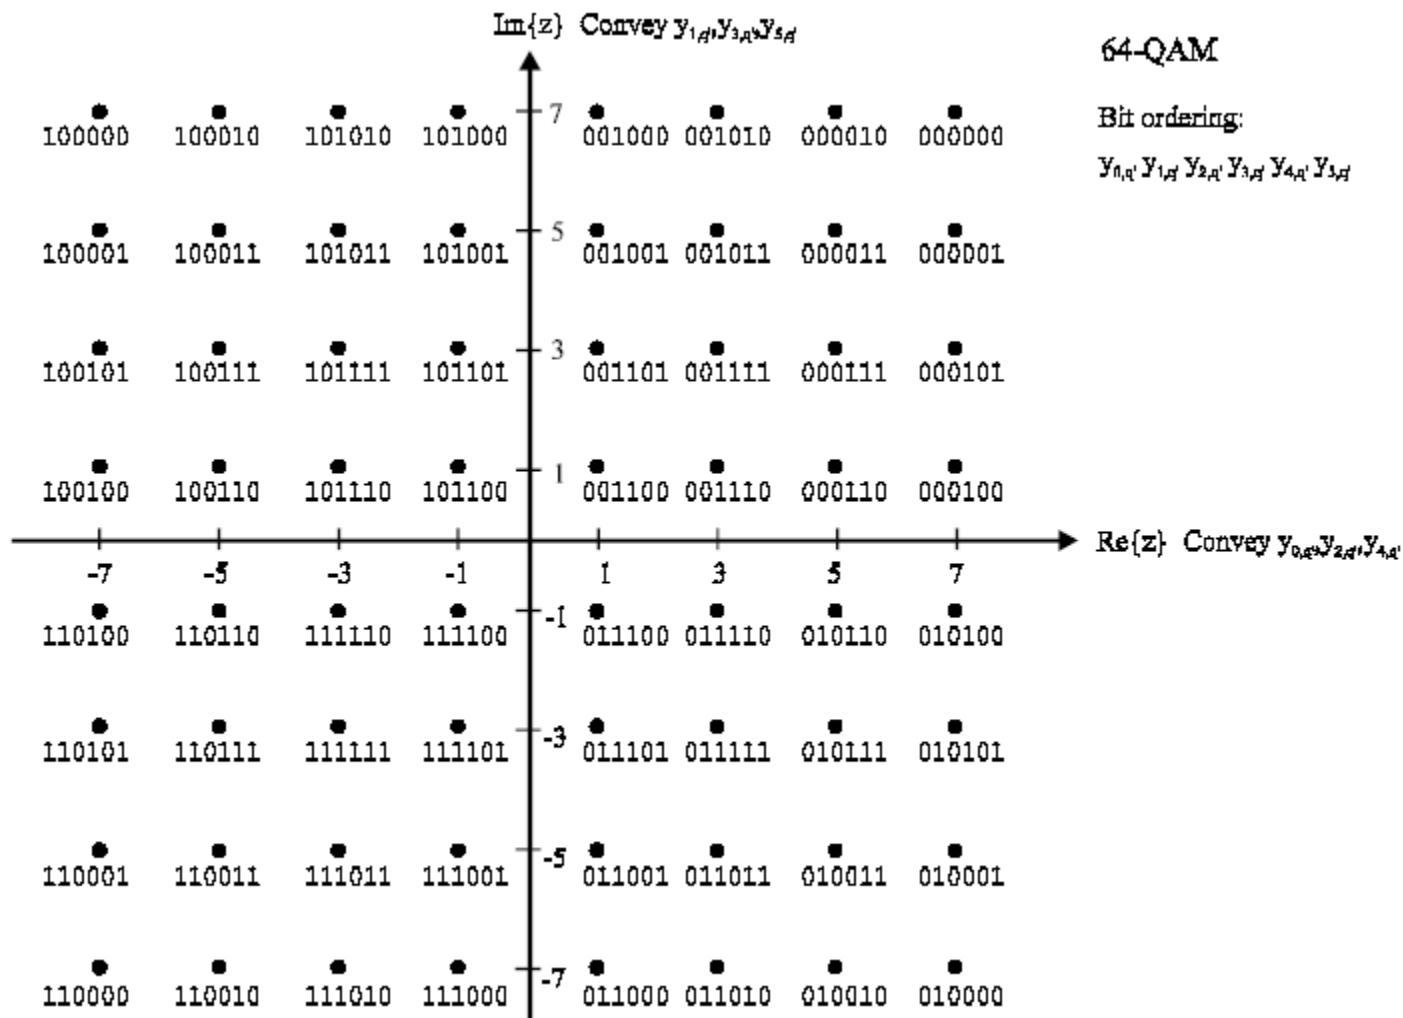 Im{z} Convey y1,q',y3,q',y5,q'
64-QAM
Bit ordering:
y0,q' y1,q' y2,q' y3,q' y4,q' y5,q'
7
100000 100010 101010 101000 001000 001010 000010 000000
5
100001 100011 101011 101001 001001 001011 000011 000001
3
100101 100111 101111 101101 001101 001111 000111 000101
1
100100 100110 101110 101100 001100 001110 000110 000100
Re{z} Convey y0,q',y2,q',y4,q'
-7 -5 -3 -1 1 3 5 7
-1
110100 110110 111110 111100 011100 011110 010110 010100
-3
110101 110111 111111 111101 011101 011111 010111 010101
-5
110001 110011 111011 111001 011001 011011 010011 010001
-7
110000 110010 111010 111000 011000 011010 010010 010000